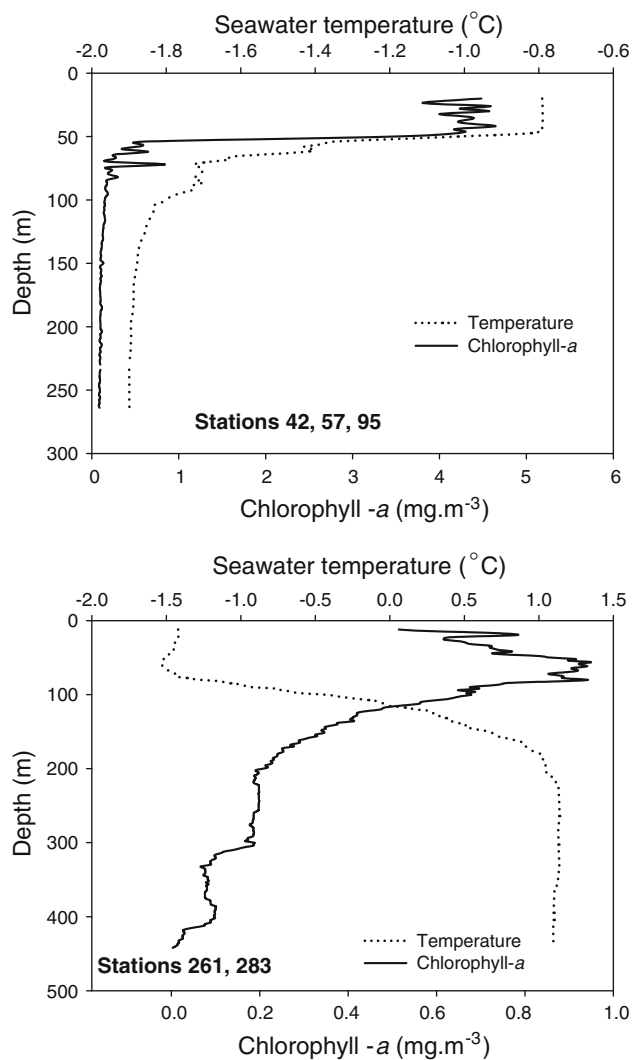 Seawater temperature (°C)
-2.0 -1.8 -1.6 -1.4 -1.2 -1.0 -0.8 -0.6
0
50
100
150
200
250
300
Depth (m)
Temperature
Chlorophyll-a
Stations 42, 57, 95
0 1 2 3 4 5 6
Chlorophyll -a (mg.m-3)
Seawater temperature (°C)
-2.0 -1.5 -1.0 -0.5 0.0 0.5 1.0 1.5
0
100
200
300
400
500
Depth (m)
Temperature
Chlorophyll-a
Stations 261, 283
0.0 0.2 0.4 0.6 0.8 1.0
Chlorophyll -a (mg.m-3)